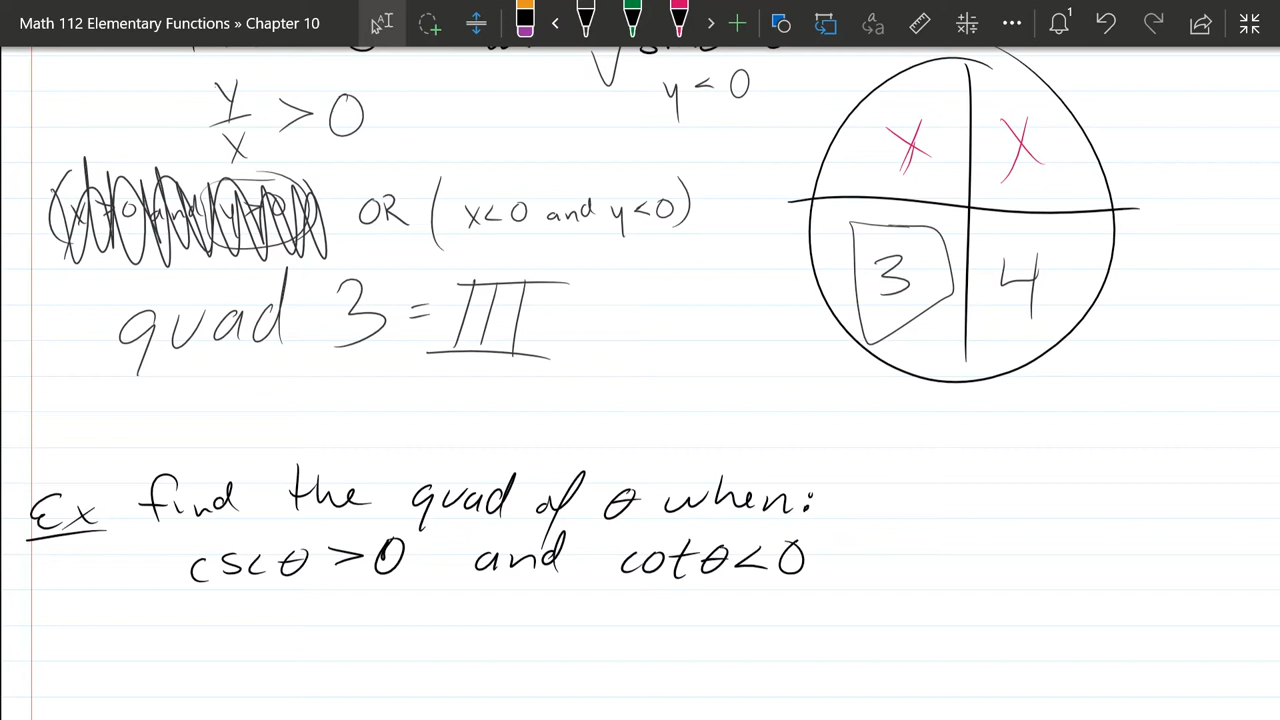 Math 112 Elementary Functions » Chapter 10
y < 0
y/x > 0
OR (x<0 and y<0)
x x
3 4
quad 3 = III
Ex find the quad of θ when:
cscθ > 0 and cotθ < 0